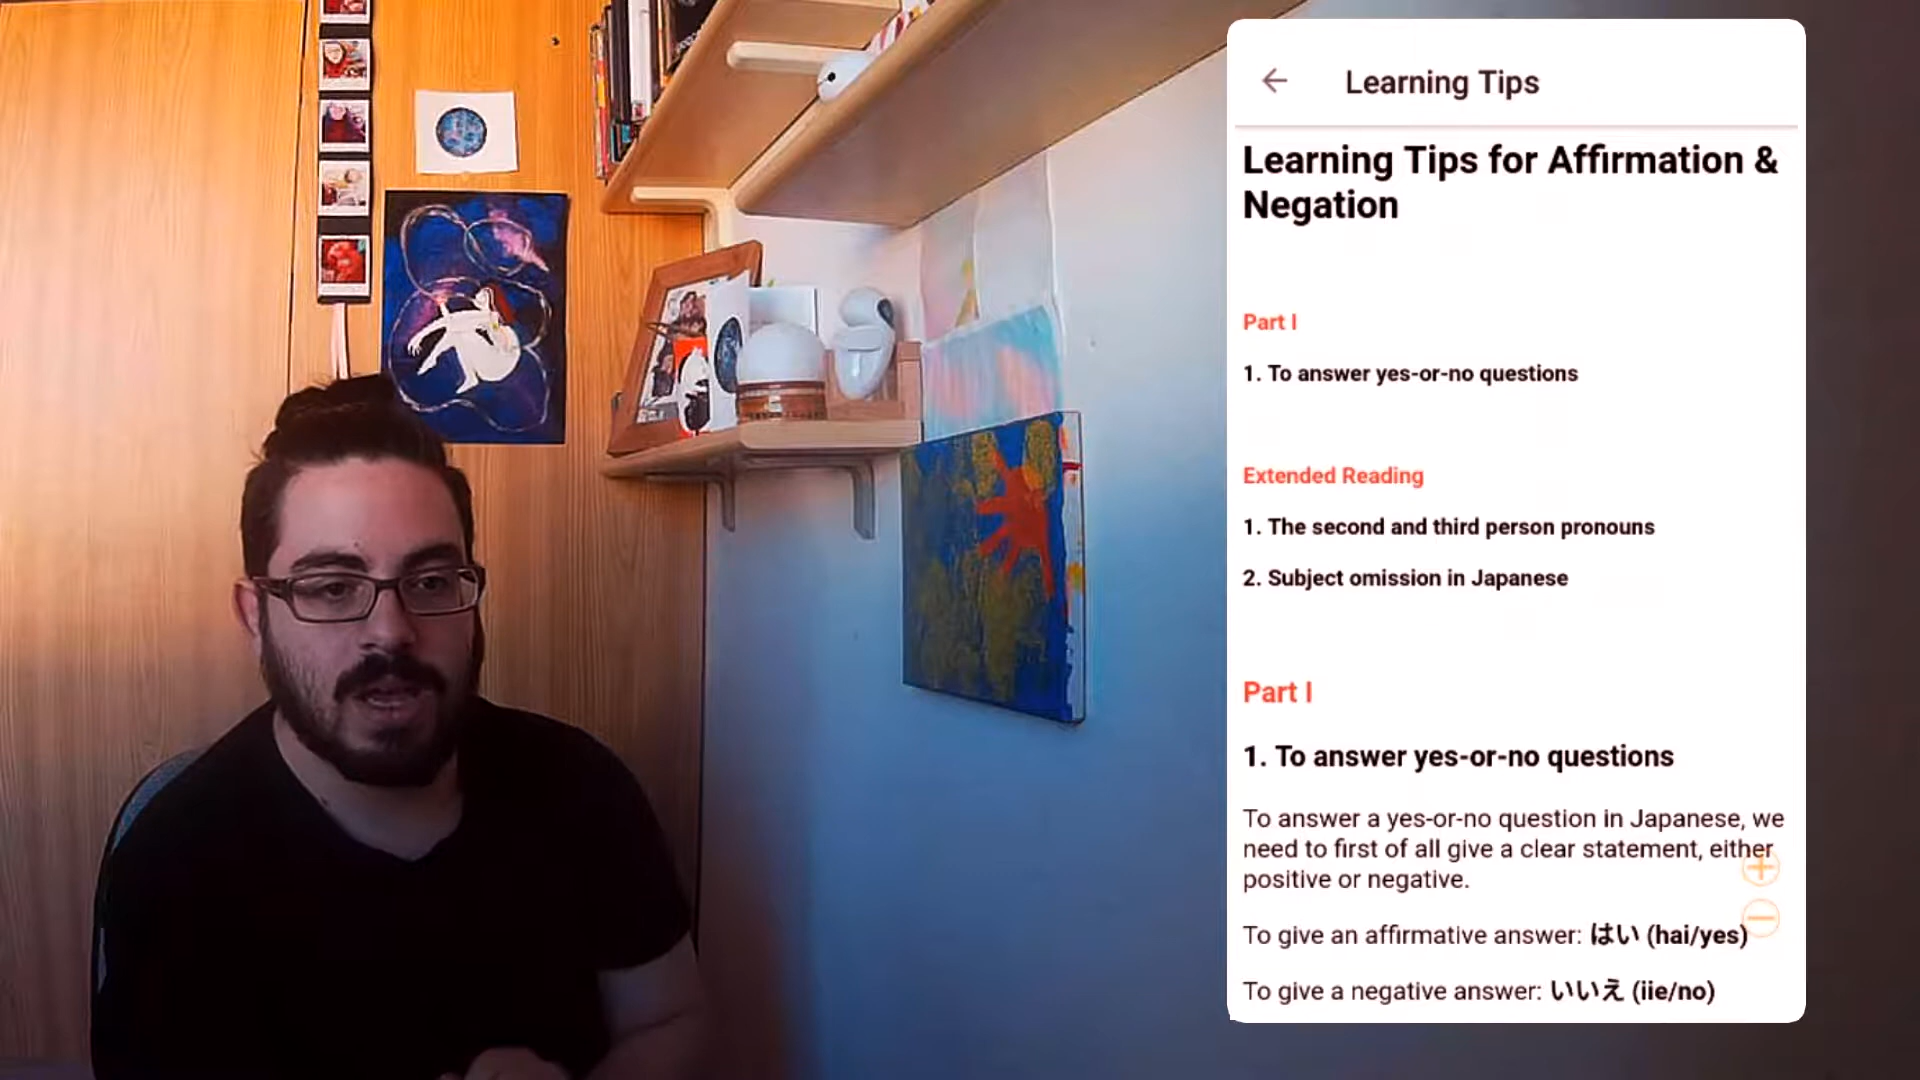 Learning Tips
Learning Tips for Affirmation &
Negation
Part I
1. To answer yes-or-no questions
Extended Reading
1. The second and third person pronouns
2. Subject omission in Japanese
Part I
1. To answer yes-or-no questions
To answer a yes-or-no question in Japanese, we
need to first of all give a clear statement, either
positive or negative.
To give an affirmative answer: はい (hai/yes)
To give a negative answer: いいえ (iie/no)